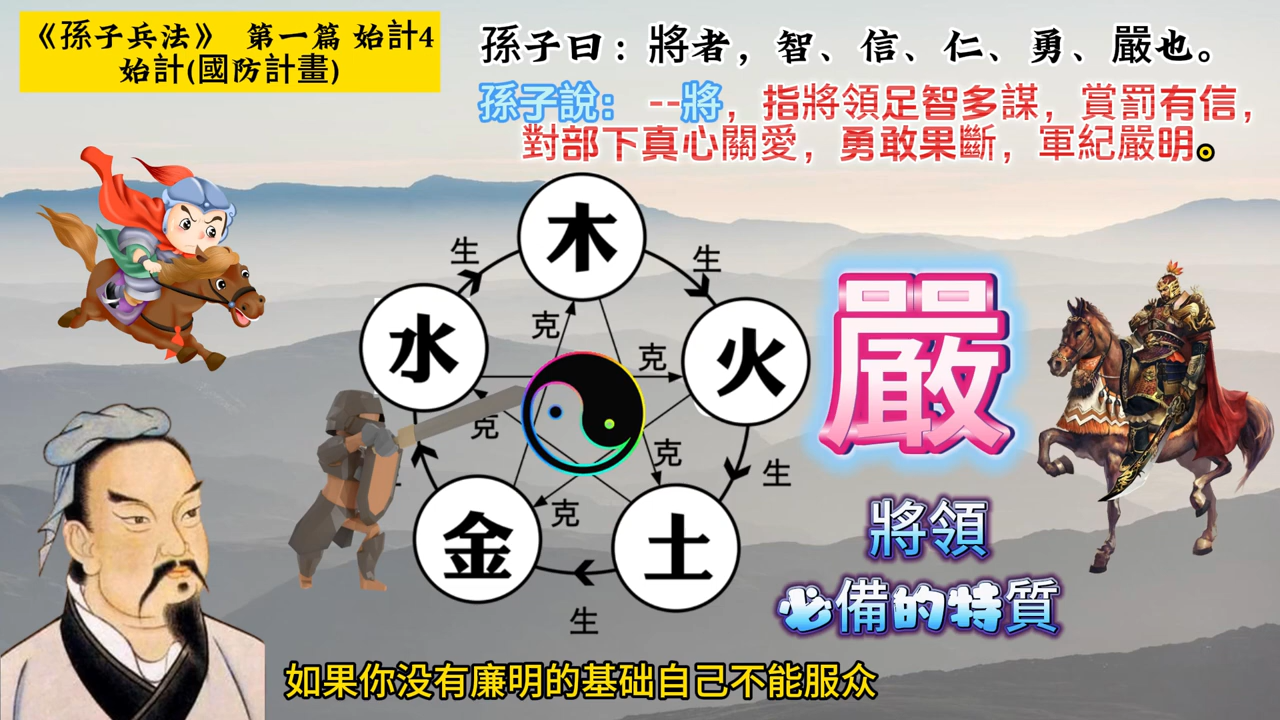 《孫子兵法》 第一篇 始計4
始計(國防計畫)
孫子曰：將者，智、信、仁、勇、嚴也。
孫子說： --將，指將領足智多謀，賞罰有信，
對部下真心關愛，勇敢果斷，軍紀嚴明。
木
生
生
水
克
克
火
嚴
克
克
生
金
克
土
生
將領
必備的特質
如果你没有廉明的基础自己不能服众